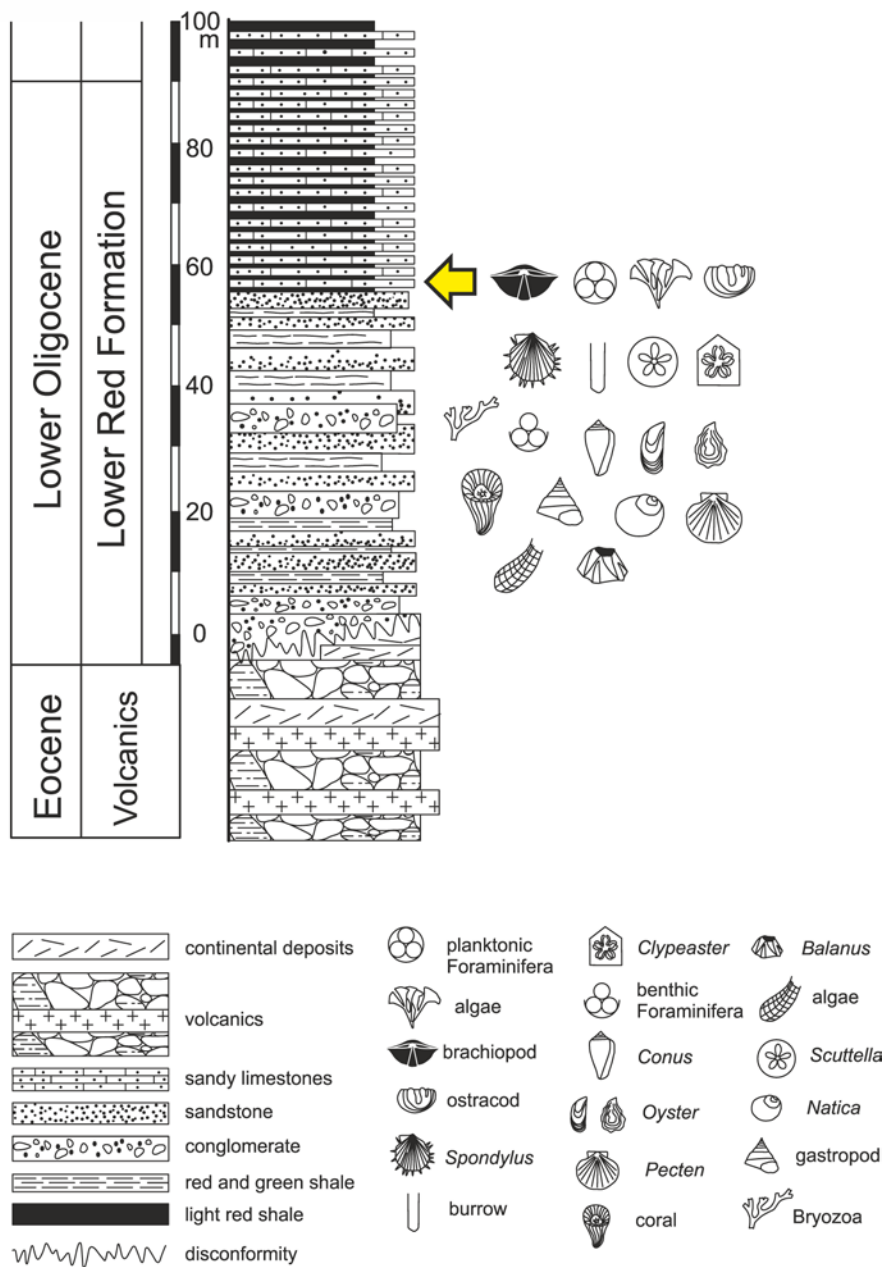 100
m
80
60
40
20
0
Lower Oligocene
Lower Red Formation
Eocene
Volcanics
continental deposits
volcanics
sandy limestones
sandstone
conglomerate
red and green shale
light red shale
disconformity
planktonic
Foraminifera
algae
brachiopod
ostracod
Spondylus
burrow
Clypeaster
benthic
Foraminifera
Conus
Oyster
Pecten
coral
Balanus
algae
Scuttella
Natica
gastropod
Bryozoa